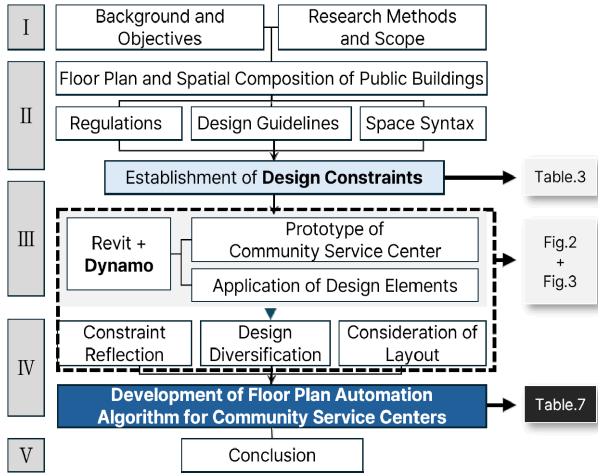 Ⅰ
Background and
Objectives
Research Methods
and Scope
Ⅱ
Floor Plan and Spatial Composition of Public Buildings
Regulations
Design Guidelines
Space Syntax
Establishment of Design Constraints
Table.3
Ⅲ
Revit +
Dynamo
Prototype of
Community Service Center
Application of Design Elements
Fig.2
+
Fig.3
Ⅳ
Constraint
Reflection
Design
Diversification
Consideration of
Layout
Development of Floor Plan Automation
Algorithm for Community Service Centers
Table.7
Ⅴ
Conclusion